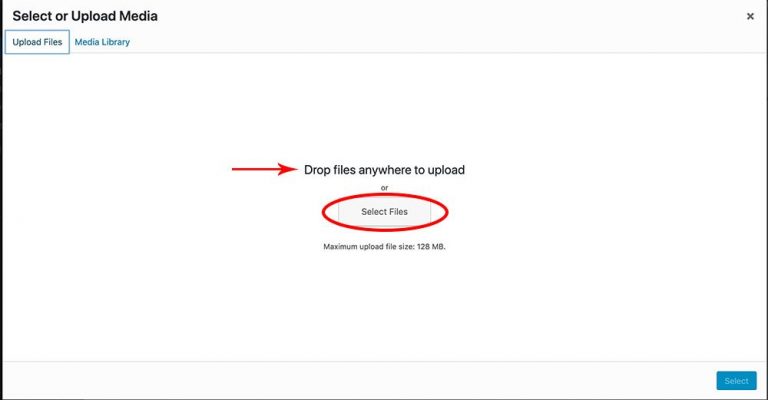 Select or Upload Media
×
Upload Files Media Library
Drop files anywhere to upload
or
Select Files
Maximum upload file size: 128 MB.
Select